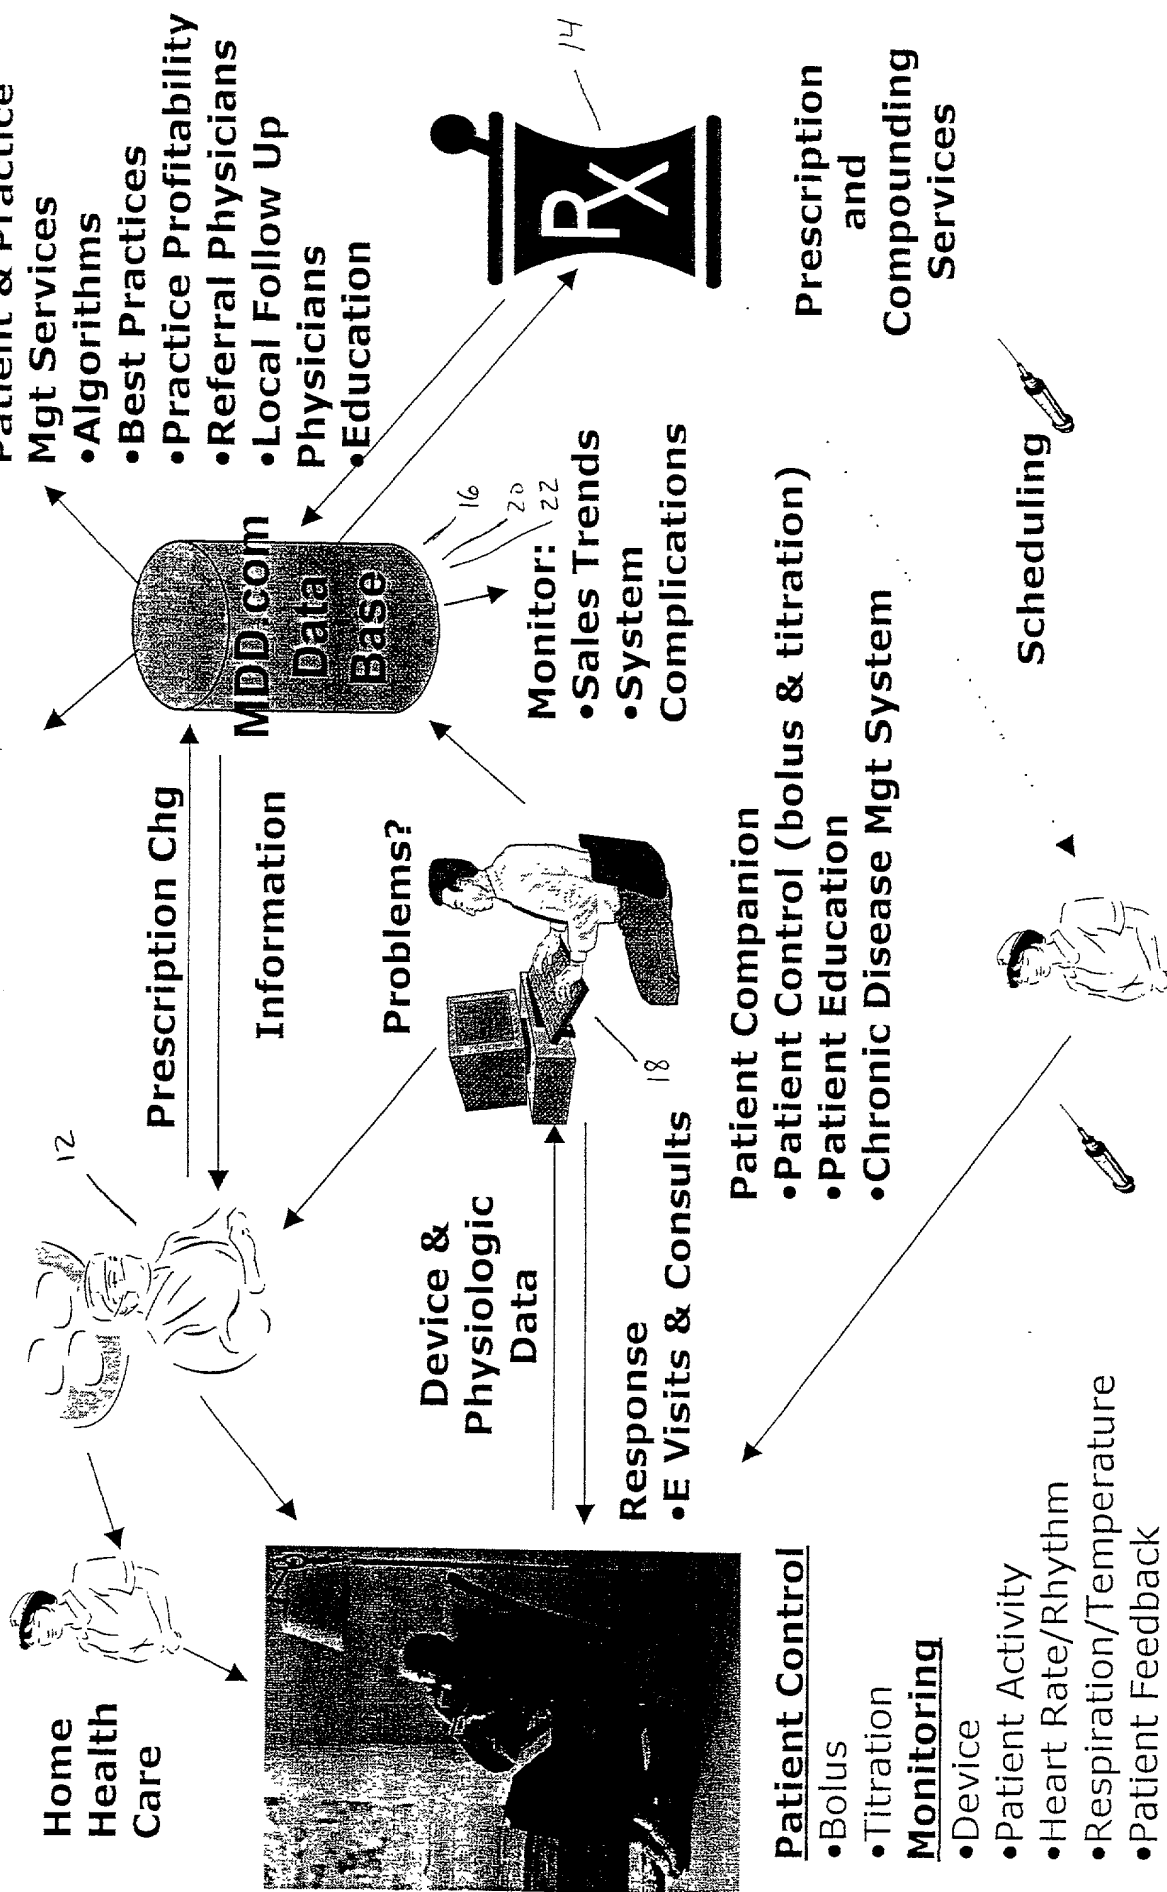 Patient & Practice
Mgt Services
•Algorithms
•Best Practices
•Practice Profitability
•Referral Physicians
•Local Follow Up
Physicians
•Education
14
Rx
Prescription
and
Compounding
Services
MDD.com
Data
Base
16
20
22
Monitor:
•Sales Trends
•System
Complications
Prescription Chg
Information
12
Problems?
18
Home
Health
Care
Device &
Physiologic
Data
Response
•E Visits & Consults
Patient Companion
•Patient Control (bolus & titration)
•Patient Education
•Chronic Disease Mgt System
Scheduling
Patient Control
•Bolus
•Titration
Monitoring
•Device
•Patient Activity
•Heart Rate/Rhythm
•Respiration/Temperature
•Patient Feedback